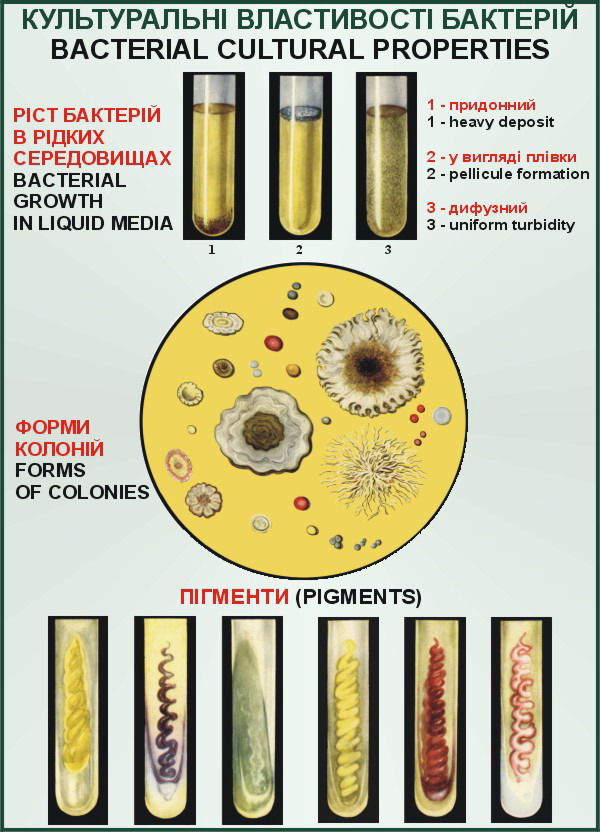 КУЛЬТУРАЛЬНІ ВЛАСТИВОСТІ БАКТЕРІЙ
BACTERIAL CULTURAL PROPERTIES
РІСТ БАКТЕРІЙ
В РІДКИХ
СЕРЕДОВИЩАХ
BACTERIAL
GROWTH
IN LIQUID MEDIA
1 - придонний
1 - heavy deposit
2 - у вигляді плівки
2 - pellicule formation
3 - дифузний
3 - uniform turbidity
1 2 3
ФОРМИ
КОЛОНІЙ
FORMS
OF COLONIES
ПІГМЕНТИ (PIGMENTS)